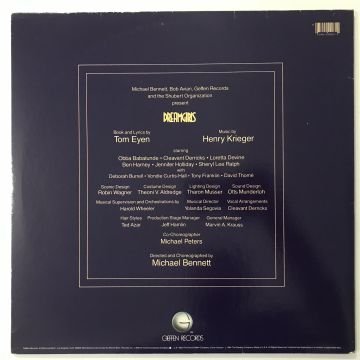 Michael Bennett, Bob Avian, Geffen Records
and the Shubert Organization
present
DREAMGIRLS
Book and Lyrics by
Tom Eyen
Music by
Henry Krieger
starring
Obba Babatunde • Cleavant Derricks • Loretta Devine
Ben Harney • Jennifer Holliday • Sheryl Lee Ralph
with
Deborah Burrell • Vondie Curtis-Hall • Tony Franklin • David Thomé
Scenic Design
Robin Wagner
Costume Design
Theoni V. Aldredge
Lighting Design
Tharon Musser
Sound Design
Otts Munderloh
Musical Supervision and Orchestrations by
Harold Wheeler
Musical Director
Yolanda Segovia
Vocal Arrangements
Cleavant Derricks
Hair Styles
Ted Azar
Production Stage Manager
Jeff Hamlin
General Manager
Marvin A. Krauss
Co-Choreographer
Michael Peters
Directed and Choreographed by
Michael Bennett
GEFFEN RECORDS